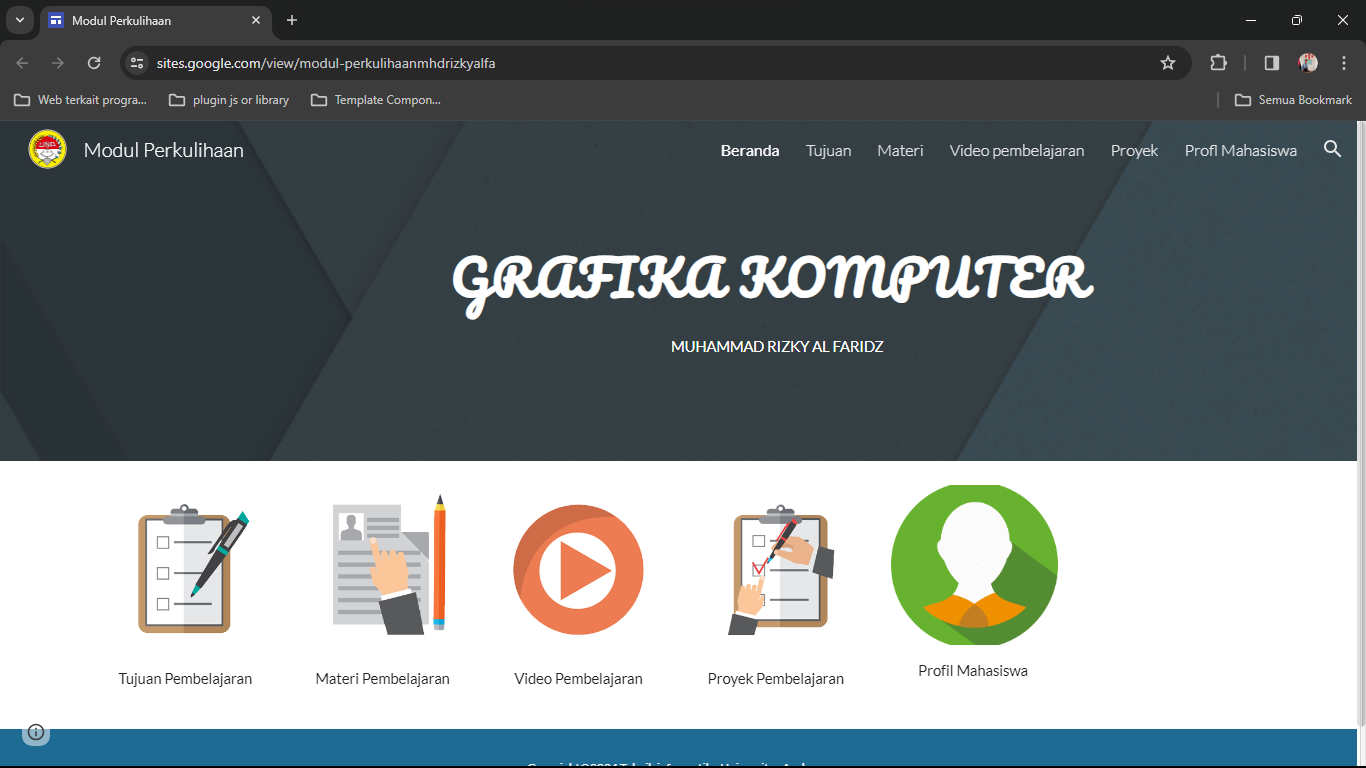 Modul Perkulihaan
sites.google.com/view/modul-perkulihaanmhdrizkyalfa
Web terkait progra...
plugin js or library
Template Compon...
Semua Bookmark
UNA
Modul Perkulihaan
Beranda
Tujuan
Materi
Video pembelajaran
Proyek
Profl Mahasiswa
GRAFIKA KOMPUTER
MUHAMMAD RIZKY AL FARIDZ
Tujuan Pembelajaran
Materi Pembelajaran
Video Pembelajaran
Proyek Pembelajaran
Profil Mahasiswa